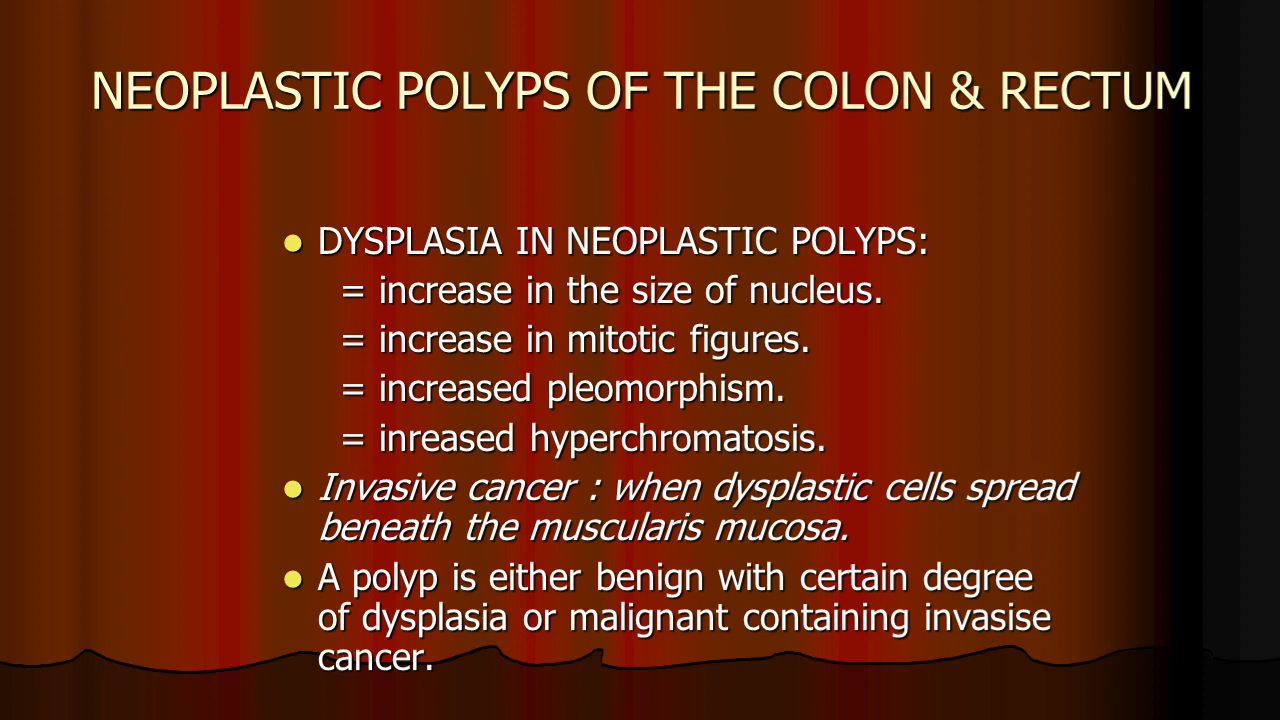 NEOPLASTIC POLYPS OF THE COLON & RECTUM
● DYSPLASIA IN NEOPLASTIC POLYPS:
= increase in the size of nucleus.
= increase in mitotic figures.
= increased pleomorphism.
= inreased hyperchromatosis.
● Invasive cancer : when dysplastic cells spread
beneath the muscularis mucosa.
● A polyp is either benign with certain degree
of dysplasia or malignant containing invasise
cancer.